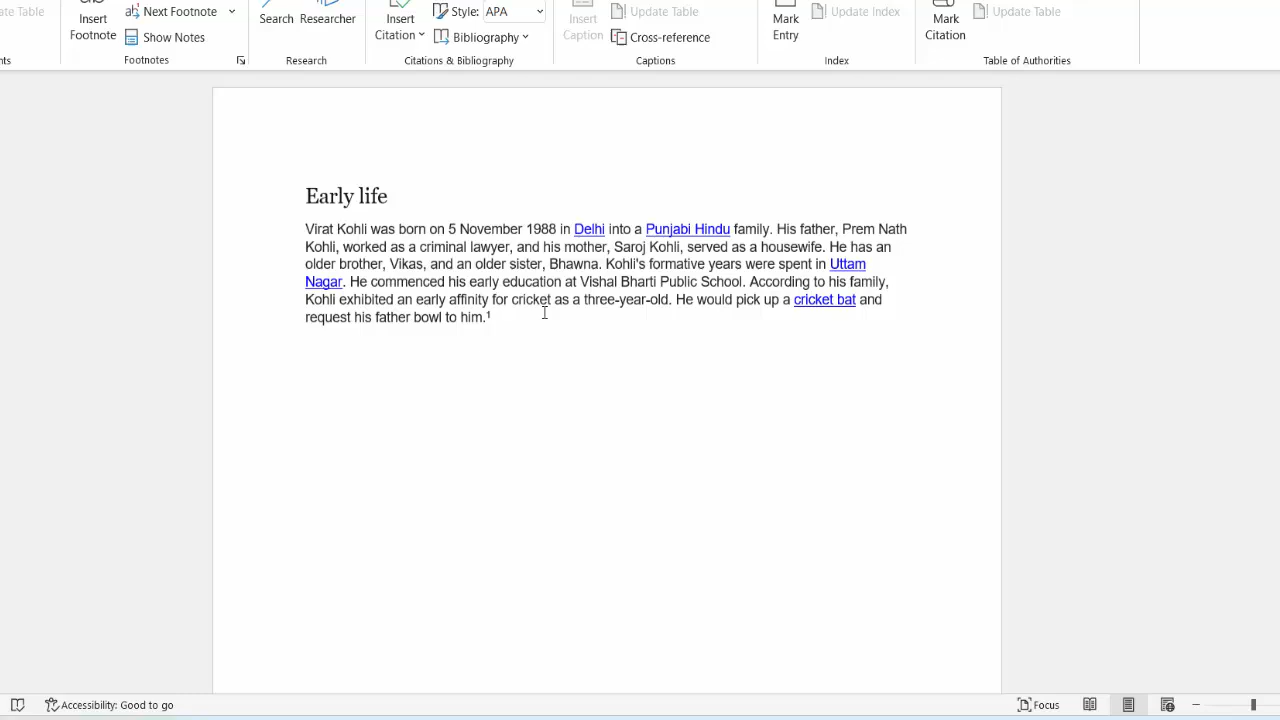 te Table
Next Footnote
Search Researcher
Style: APA
Update Table
Update Index
Update Table
Insert Footnote
Insert Citation
Insert Caption
Mark Entry
Mark Citation
Show Notes
Bibliography
Cross-reference
nts
Footnotes
Research
Citations & Bibliography
Captions
Index
Table of Authorities
Early life
Virat Kohli was born on 5 November 1988 in Delhi into a Punjabi Hindu family. His father, Prem Nath
Kohli, worked as a criminal lawyer, and his mother, Saroj Kohli, served as a housewife. He has an
older brother, Vikas, and an older sister, Bhawna. Kohli's formative years were spent in Uttam
Nagar. He commenced his early education at Vishal Bharti Public School. According to his family,
Kohli exhibited an early affinity for cricket as a three-year-old. He would pick up a cricket bat and
request his father bowl to him.¹
Accessibility: Good to go
Focus